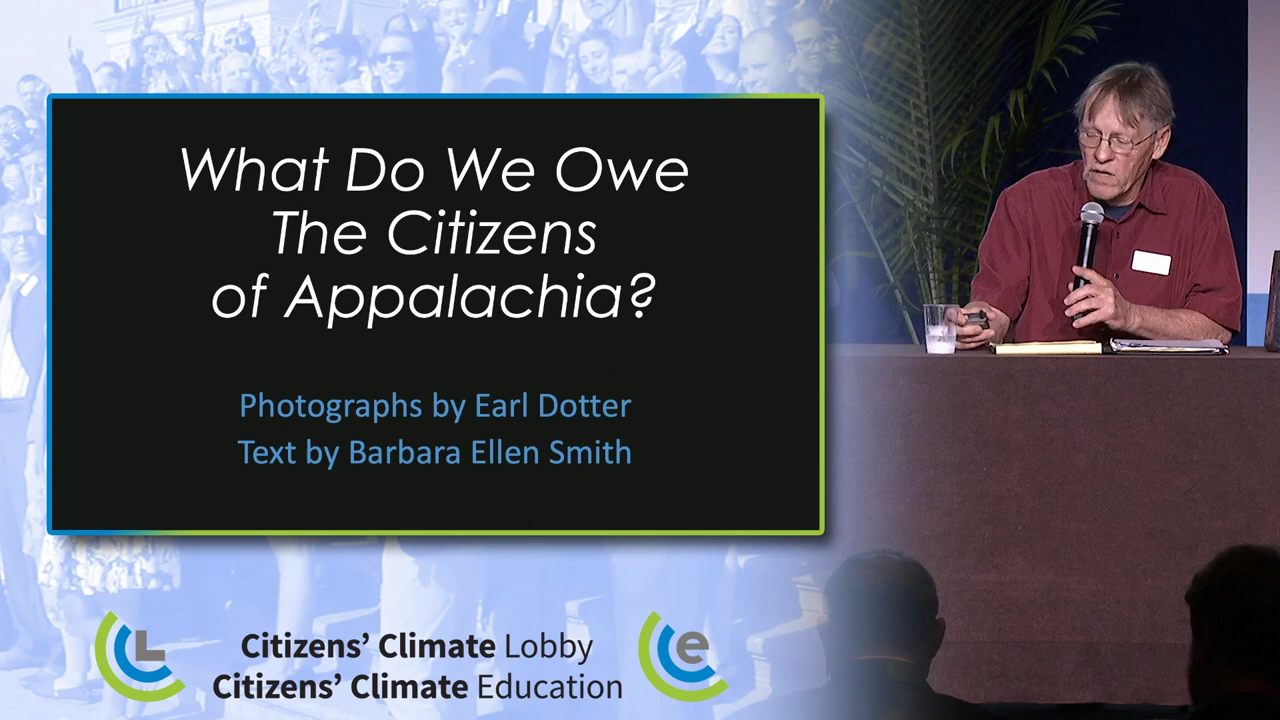 What Do We Owe
The Citizens
of Appalachia?
Photographs by Earl Dotter
Text by Barbara Ellen Smith
L
Citizens' Climate Lobby
Citizens' Climate Education
e